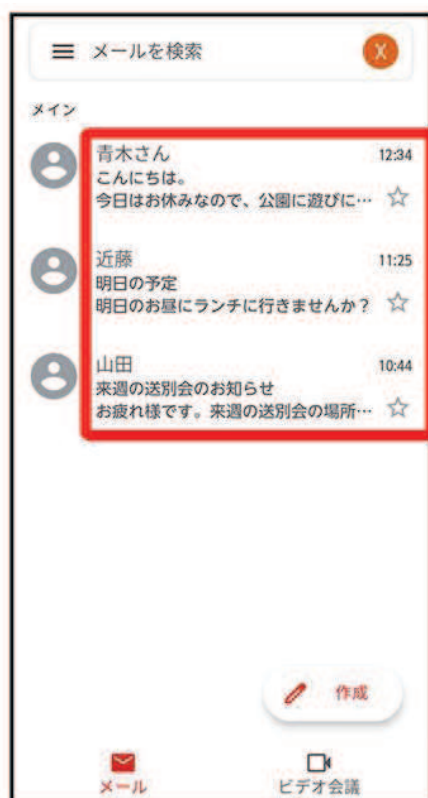 メールを検索
X
メイン
青木さん 12:34
こんにちは。
今日はお休みなので、公園に遊びに…
近藤 11:25
明日の予定
明日のお昼にランチに行きませんか？
山田 10:44
来週の送別会のお知らせ
お疲れ様です。来週の送別会の場所…
作成
メール ビデオ会議